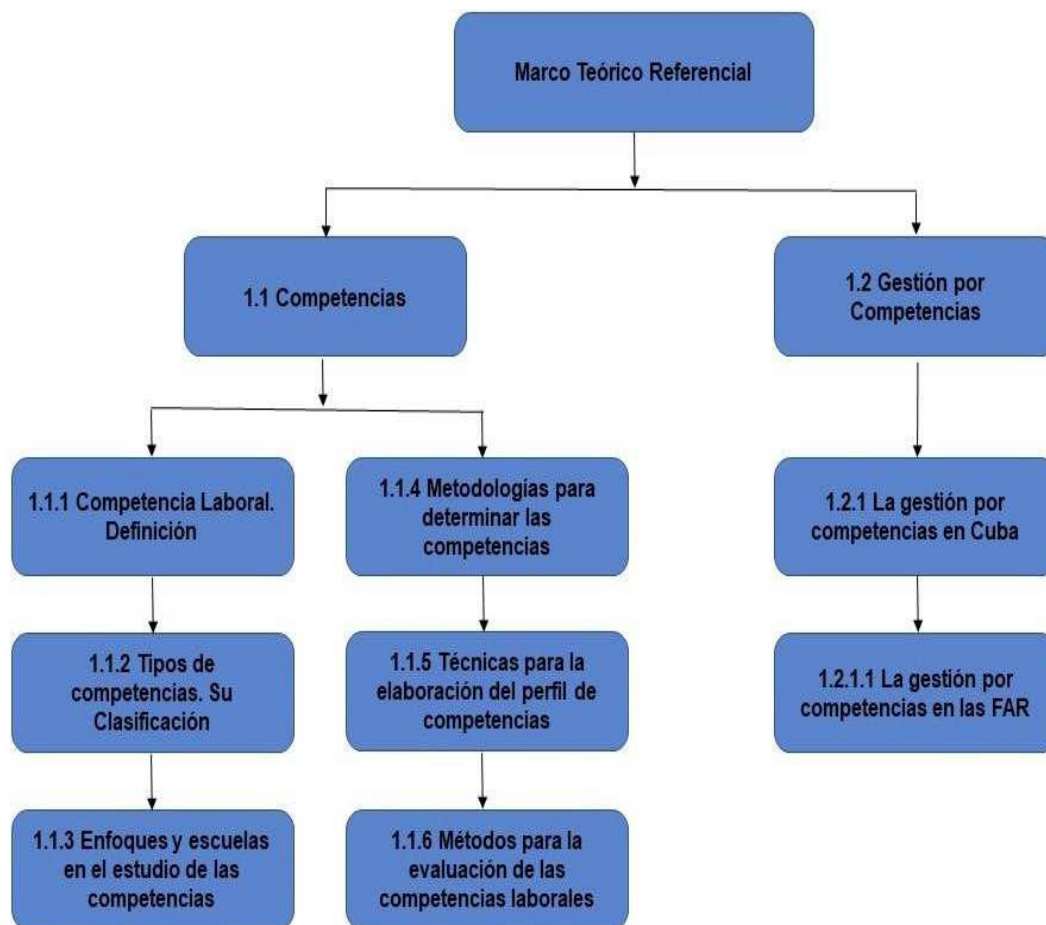 Marco Teórico Referencial
1.1 Competencias
1.2 Gestión por
Competencias
1.1.1 Competencia Laboral.
Definición
1.1.4 Metodologías para
determinar las
competencias
1.2.1 La gestión por
competencias en Cuba
1.1.2 Tipos de
competencias. Su
Clasificación
1.1.5 Técnicas para la
elaboración del perfil de
competencias
1.2.1.1 La gestión por
competencias en las FAR
1.1.3 Enfoques y escuelas
en el estudio de las
competencias
1.1.6 Métodos para la
evaluación de las
competencias laborales